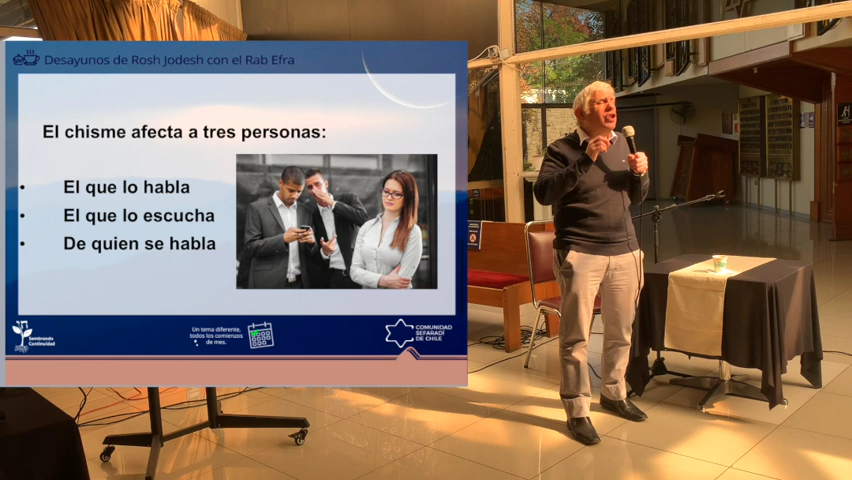 Desayunos de Rosh Jodesh con el Rab Efra
El chisme afecta a tres personas:
• El que lo habla
• El que lo escucha
• De quien se habla
Sembrando
Continuidad
Un tema diferente,
todos los comienzos
de mes.
COMUNIDAD
SEFARADÍ
DE CHILE